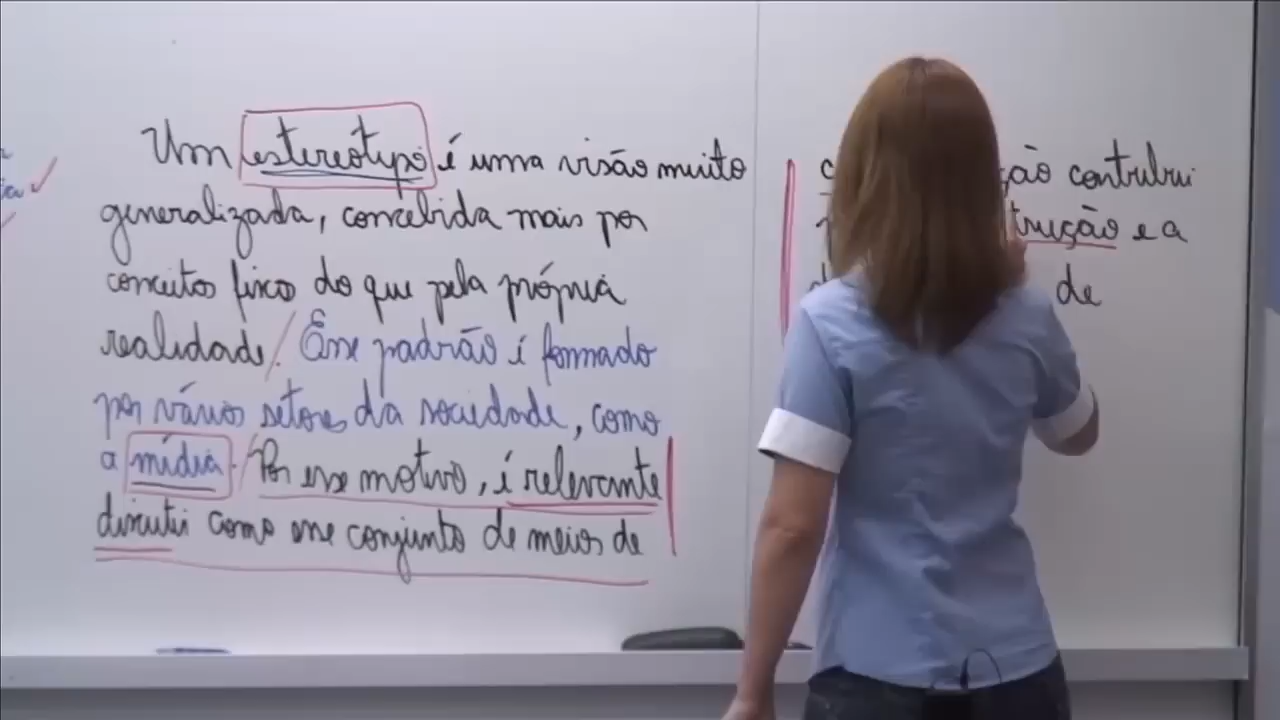 Um estereótipo é uma visão muito
generalizada, concebida mais por
conceitos fixos do que pela própria
realidade. Esse padrão é formado
por vários setores da sociedade, como
a mídia. Por esse motivo, é relevante
discutir como esse conjunto de meios de
ção contribui
trução e a
de